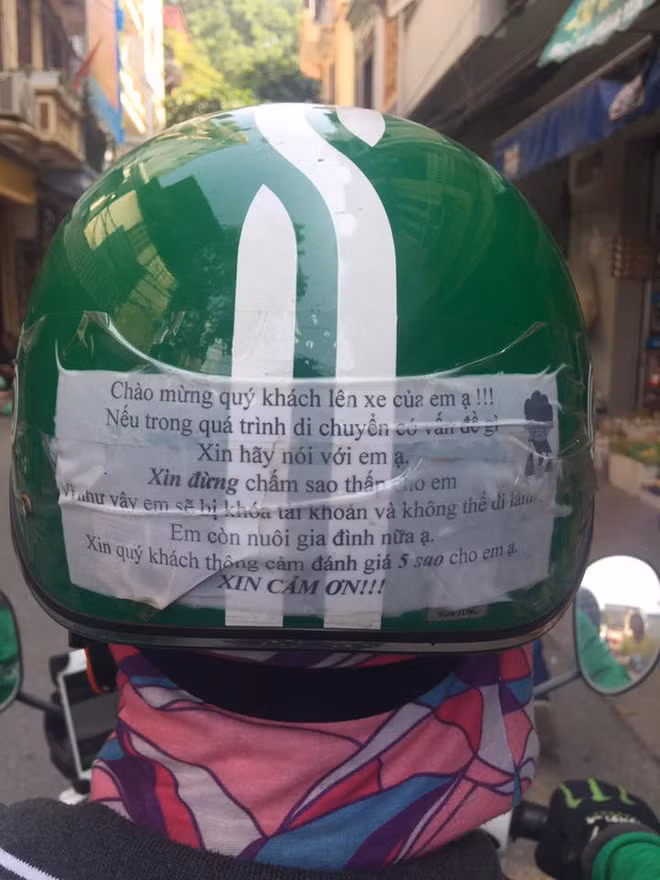 Chào mừng quý khách lên xe của em ạ !!!
Nếu trong quá trình di chuyển có vấn đề gì
Xin hãy nói với em ạ.
Xin đừng chấm sao thấp cho em
Vì như vậy em sẽ bị khóa tài khoản và không thể đi làm
Em còn nuôi gia đình nữa ạ.
Xin quý khách thông cảm đánh giá 5 sao cho em ạ.
XIN CẢM ƠN!!!